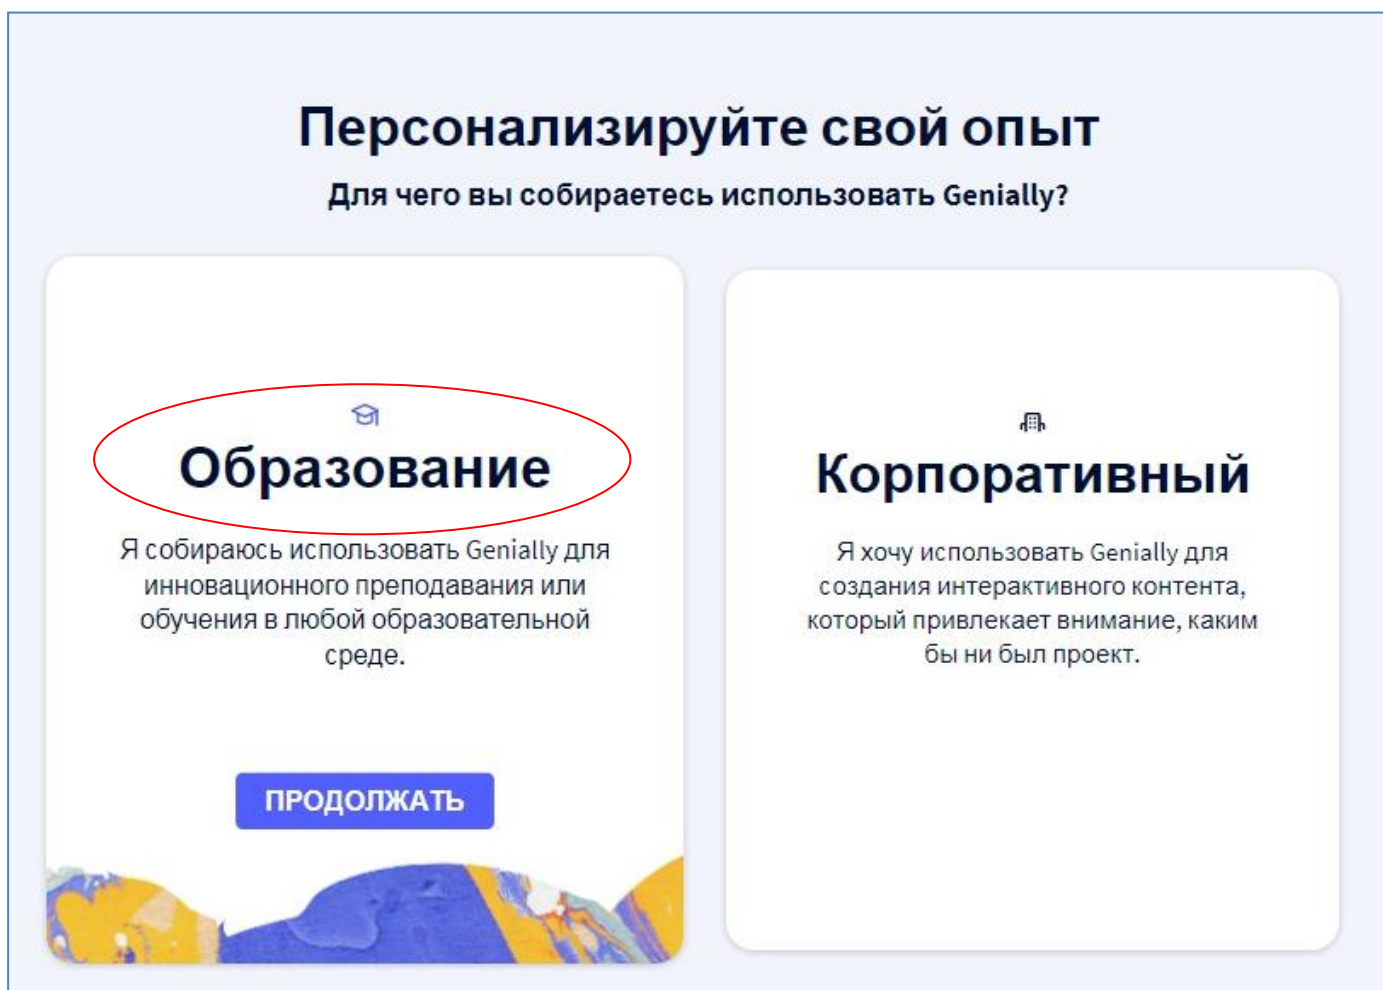 Персонализируйте свой опыт
Для чего вы собираетесь использовать Genially?
Образование
Я собираюсь использовать Genially для
инновационного преподавания или
обучения в любой образовательной
среде.
ПРОДОЛЖАТЬ
Корпоративный
Я хочу использовать Genially для
создания интерактивного контента,
который привлекает внимание, каким
бы ни был проект.